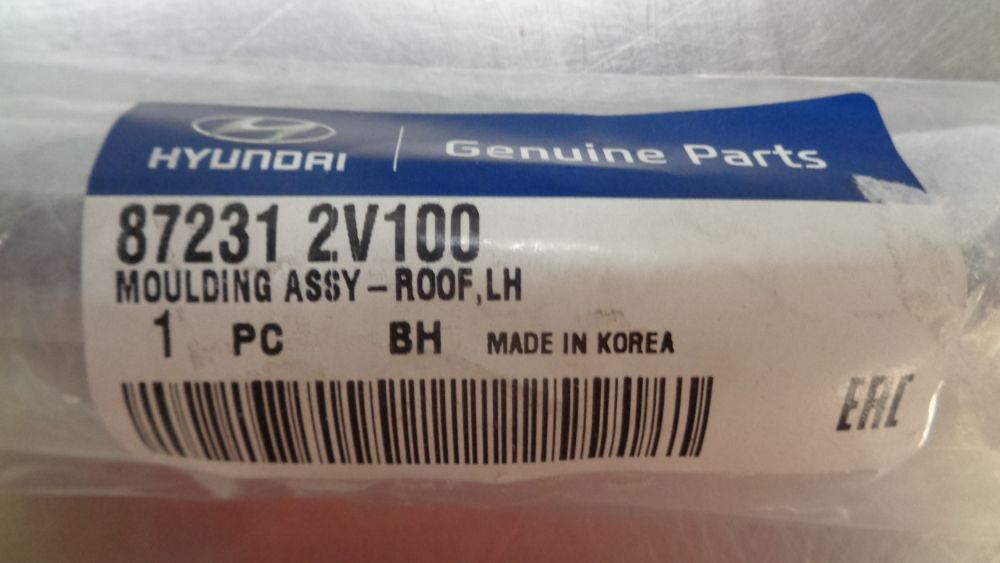 HYUNDAI | Genuine Parts
87231 2V100
MOULDING ASSY-ROOF,LH
1 PC BH MADE IN KOREA
EAC